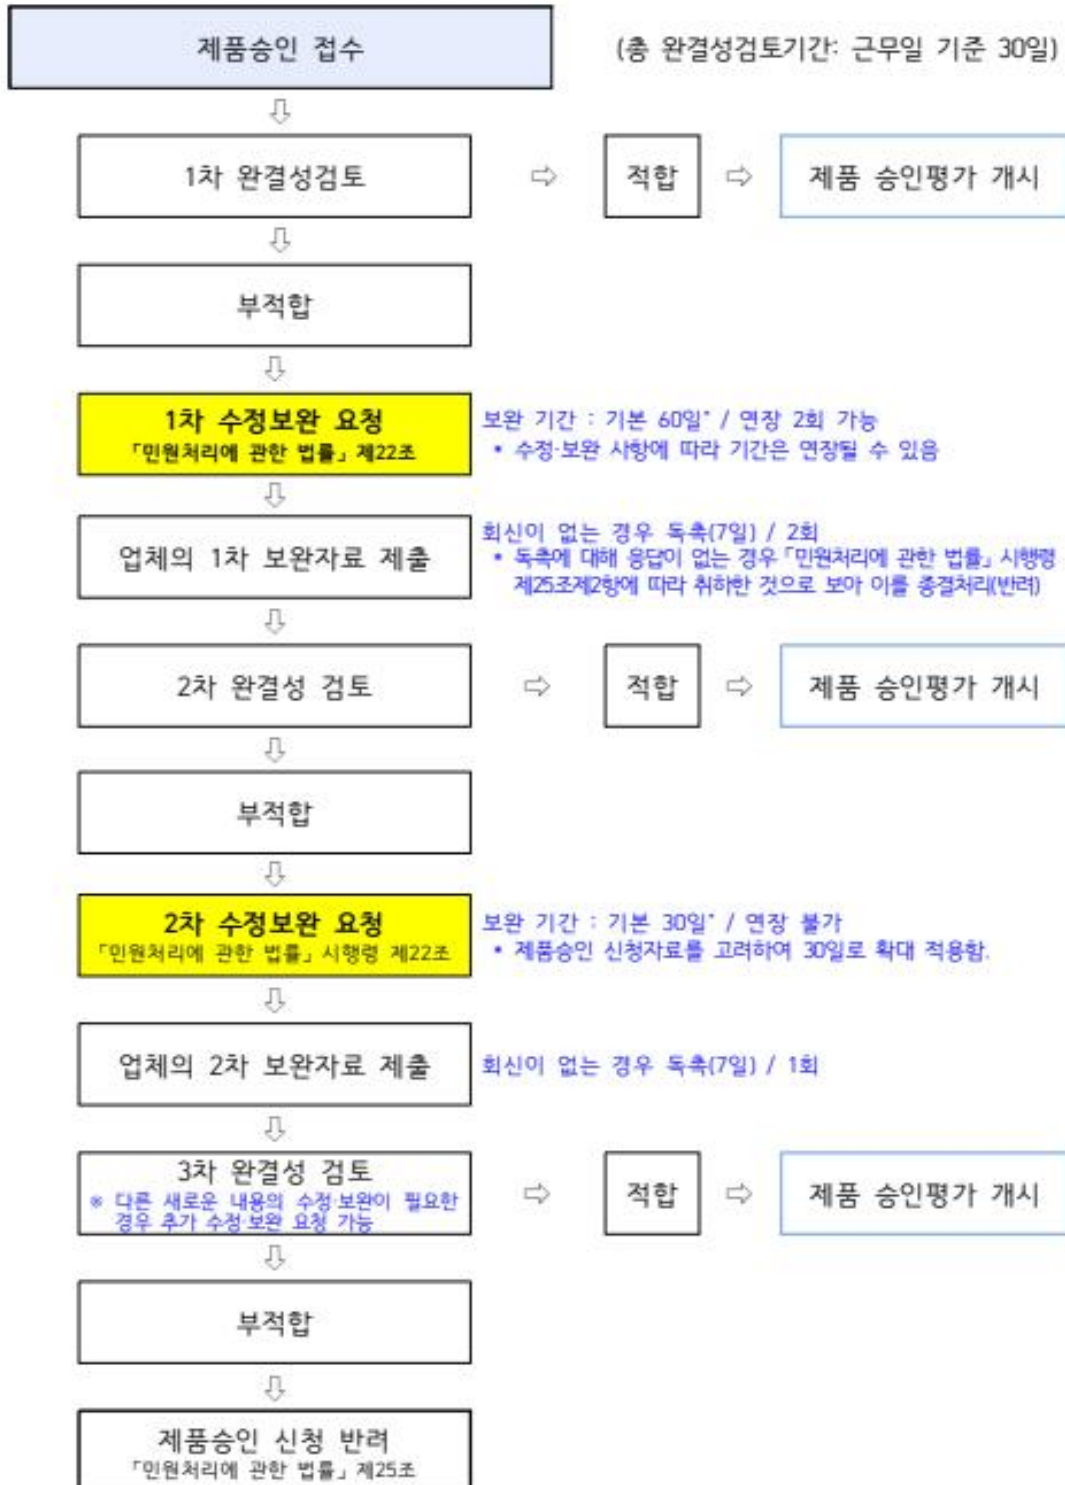 제품승인 접수
(총 완결성검토기간: 근무일 기준 30일)
1차 완결성검토
적합
제품 승인평가 개시
부적합
1차 수정보완 요청
「민원처리에 관한 법률」 제22조
보완 기간 : 기본 60일* / 연장 2회 가능
* 수정·보완 사항에 따라 기간은 연장될 수 있음
업체의 1차 보완자료 제출
회신이 없는 경우 독촉(7일) / 2회
* 독촉에 대해 응답이 없는 경우 「민원처리에 관한 법률」 시행령
제25조제2항에 따라 취하한 것으로 보아 이를 종결처리(반려)
2차 완결성 검토
적합
제품 승인평가 개시
부적합
2차 수정보완 요청
「민원처리에 관한 법률」 시행령 제22조
보완 기간 : 기본 30일* / 연장 불가
* 제품승인 신청자료를 고려하여 30일로 확대 적용함.
업체의 2차 보완자료 제출
회신이 없는 경우 독촉(7일) / 1회
3차 완결성 검토
※ 다른 새로운 내용의 수정·보완이 필요한
경우 추가 수정·보완 요청 가능
적합
제품 승인평가 개시
부적합
제품승인 신청 반려
「민원처리에 관한 법률」 제25조